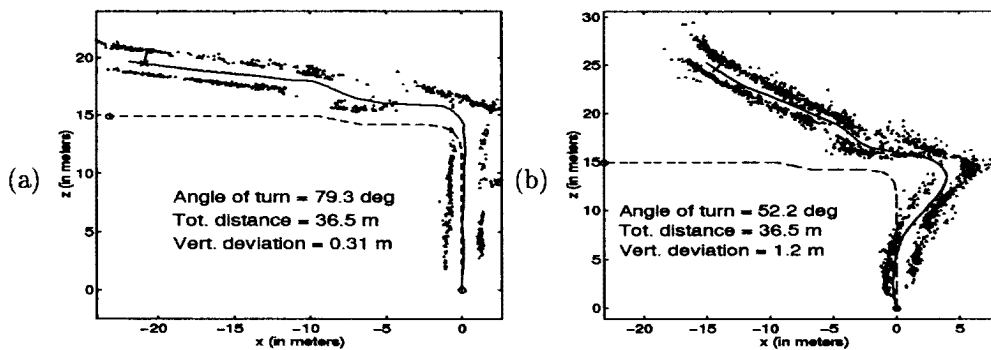 (a)
z (in meters)
20
15
10
5
0
Angle of turn = 79.3 deg
Tot. distance = 36.5 m
Vert. deviation = 0.31 m
−20 −15 −10 −5 0
x (in meters)
(b)
z (in meters)
30
25
20
15
10
5
0
Angle of turn = 52.2 deg
Tot. distance = 36.5 m
Vert. deviation = 1.2 m
−20 −15 −10 −5 0 5
x (in meters)